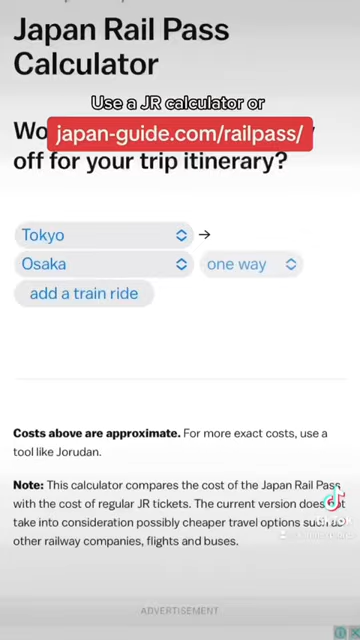 Japan Rail Pass
Calculator
Use a JR calculator or
japan-guide.com/railpass/
off for your trip itinerary?
Tokyo →
Osaka one way
add a train ride
Costs above are approximate. For more exact costs, use a
tool like Jorudan.
Note: This calculator compares the cost of the Japan Rail Pass
with the cost of regular JR tickets. The current version does not
take into consideration possibly cheaper travel options such as
other railway companies, flights and buses.
ADVERTISEMENT